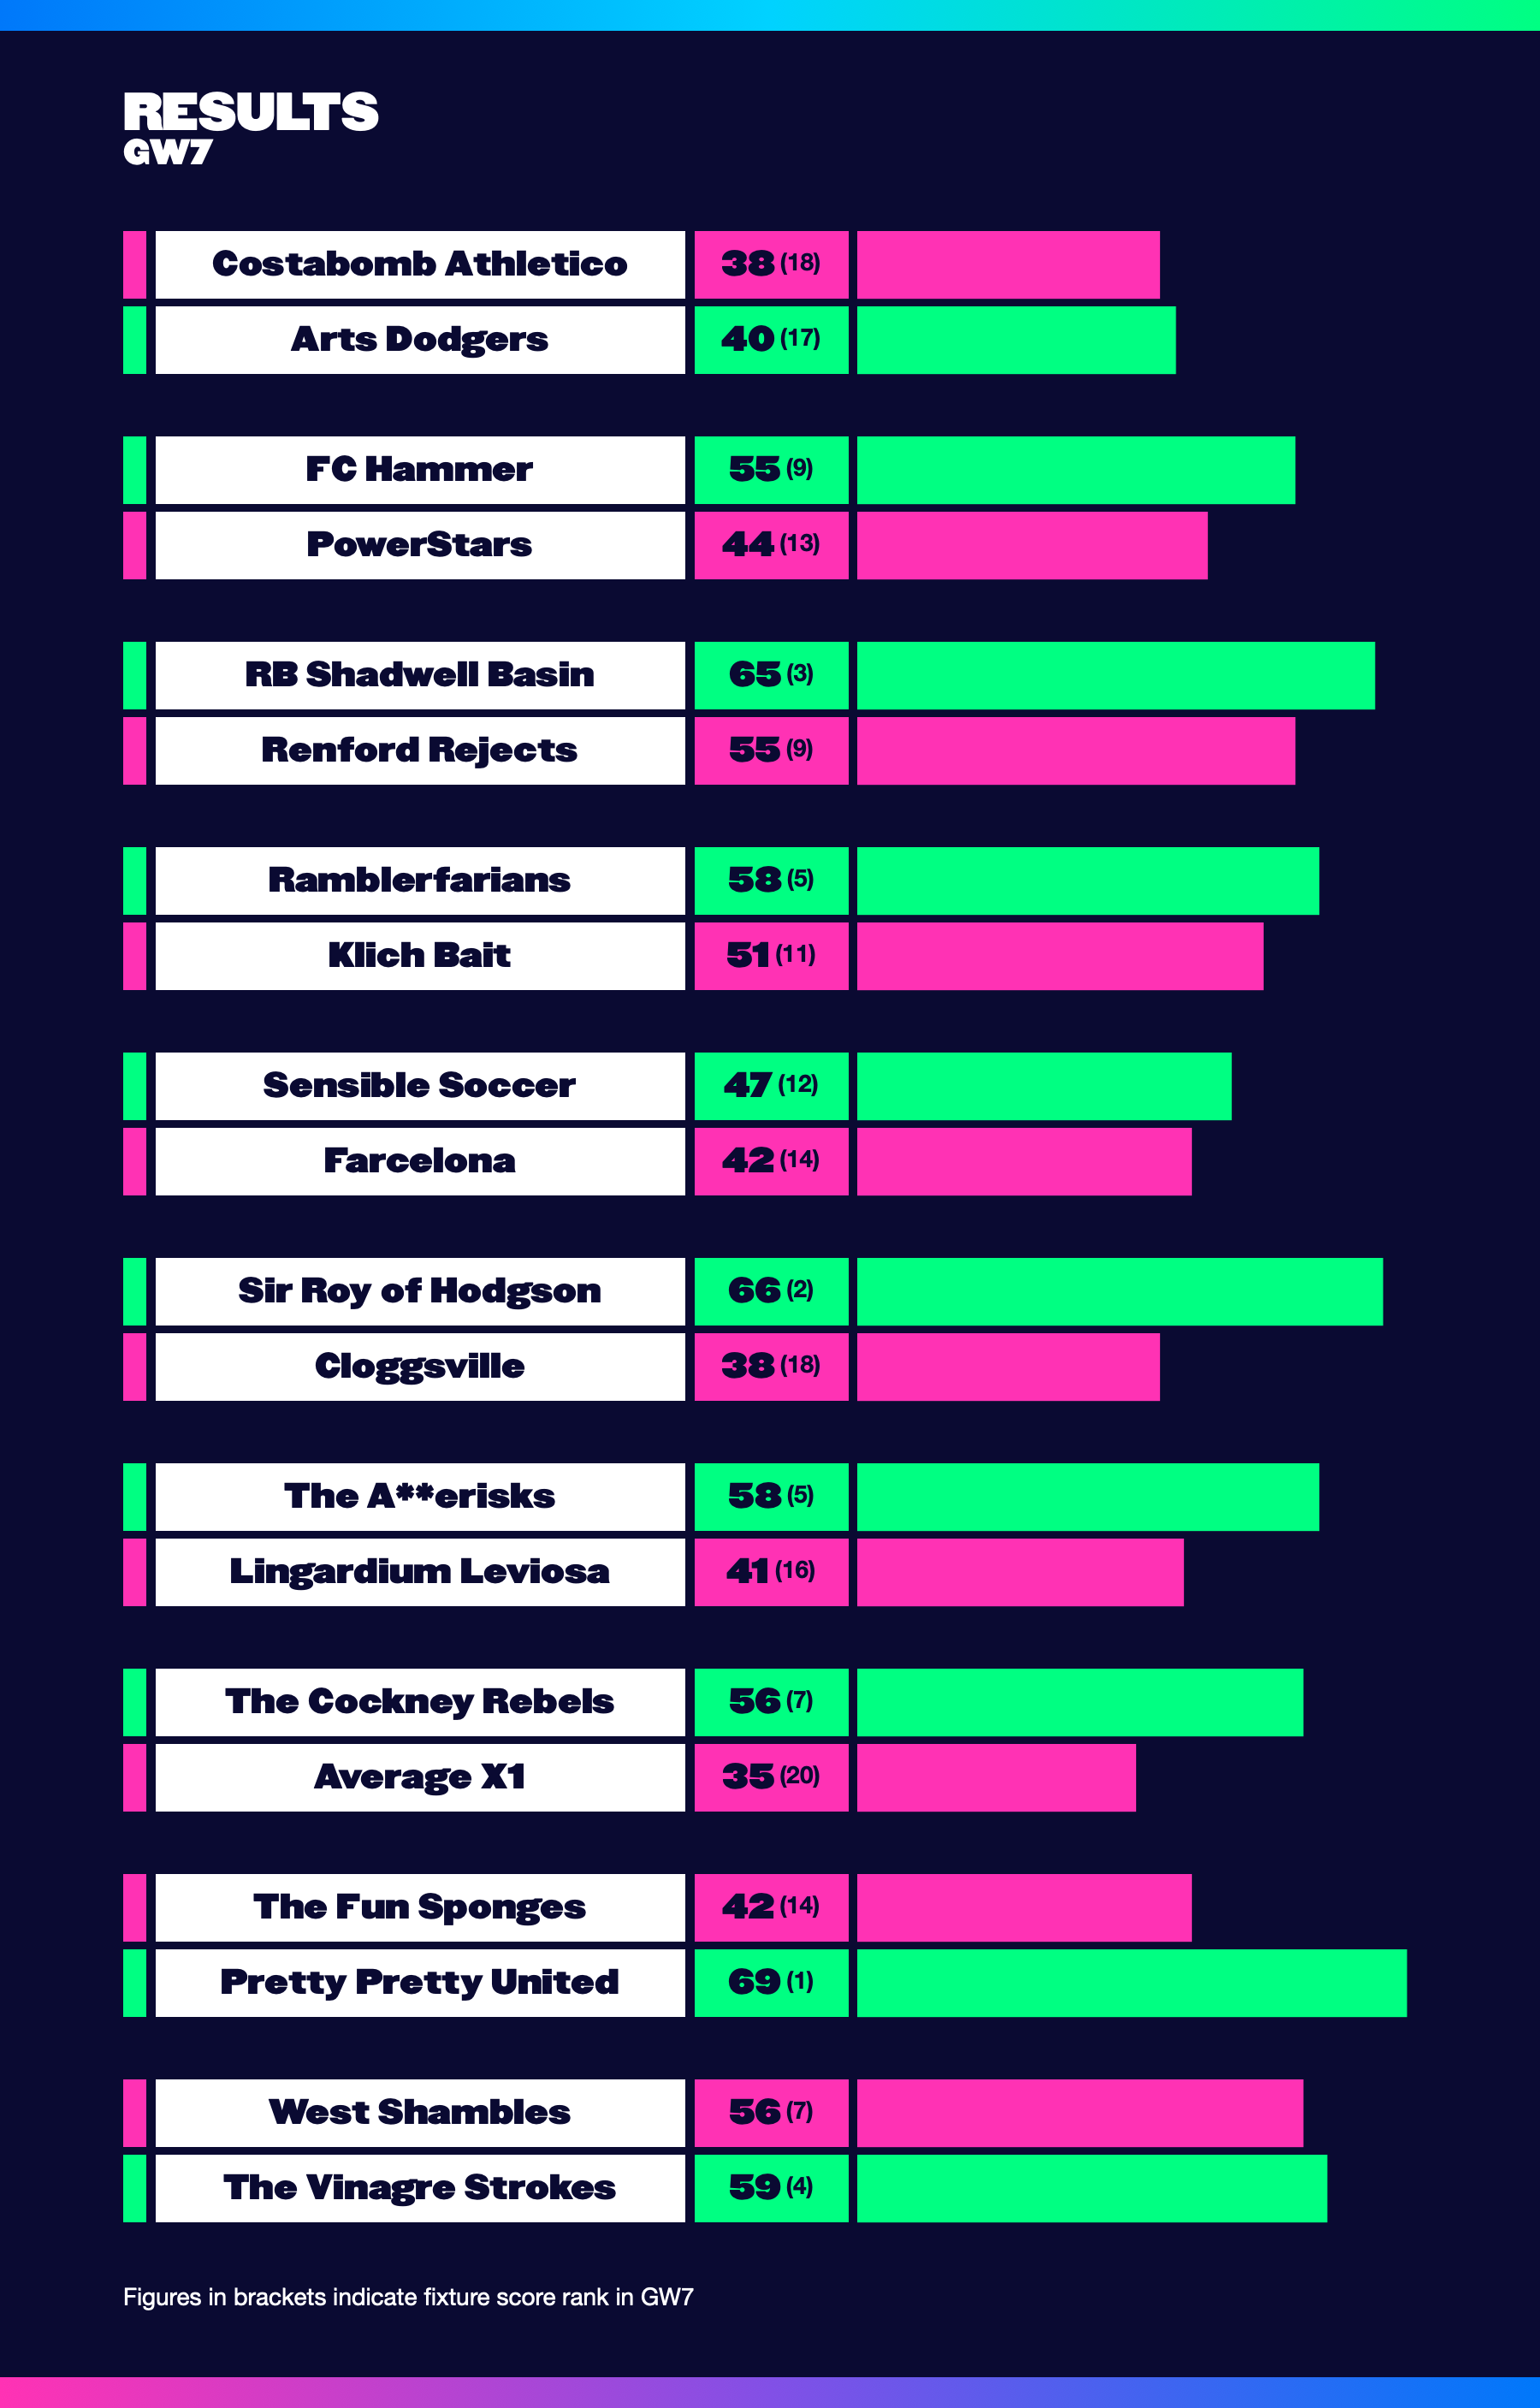 RESULTS
GW7
Costabomb Athletico 38 (18)
Arts Dodgers 40 (17)
FC Hammer 55 (9)
PowerStars 44 (13)
RB Shadwell Basin 65 (3)
Renford Rejects 55 (9)
Ramblerfarians 58 (5)
Klich Bait 51 (11)
Sensible Soccer 47 (12)
Farcelona 42 (14)
Sir Roy of Hodgson 66 (2)
Cloggsville 38 (18)
The A**erisks 58 (5)
Lingardium Leviosa 41 (16)
The Cockney Rebels 56 (7)
Average X1 35 (20)
The Fun Sponges 42 (14)
Pretty Pretty United 69 (1)
West Shambles 56 (7)
The Vinagre Strokes 59 (4)
Figures in brackets indicate fixture score rank in GW7